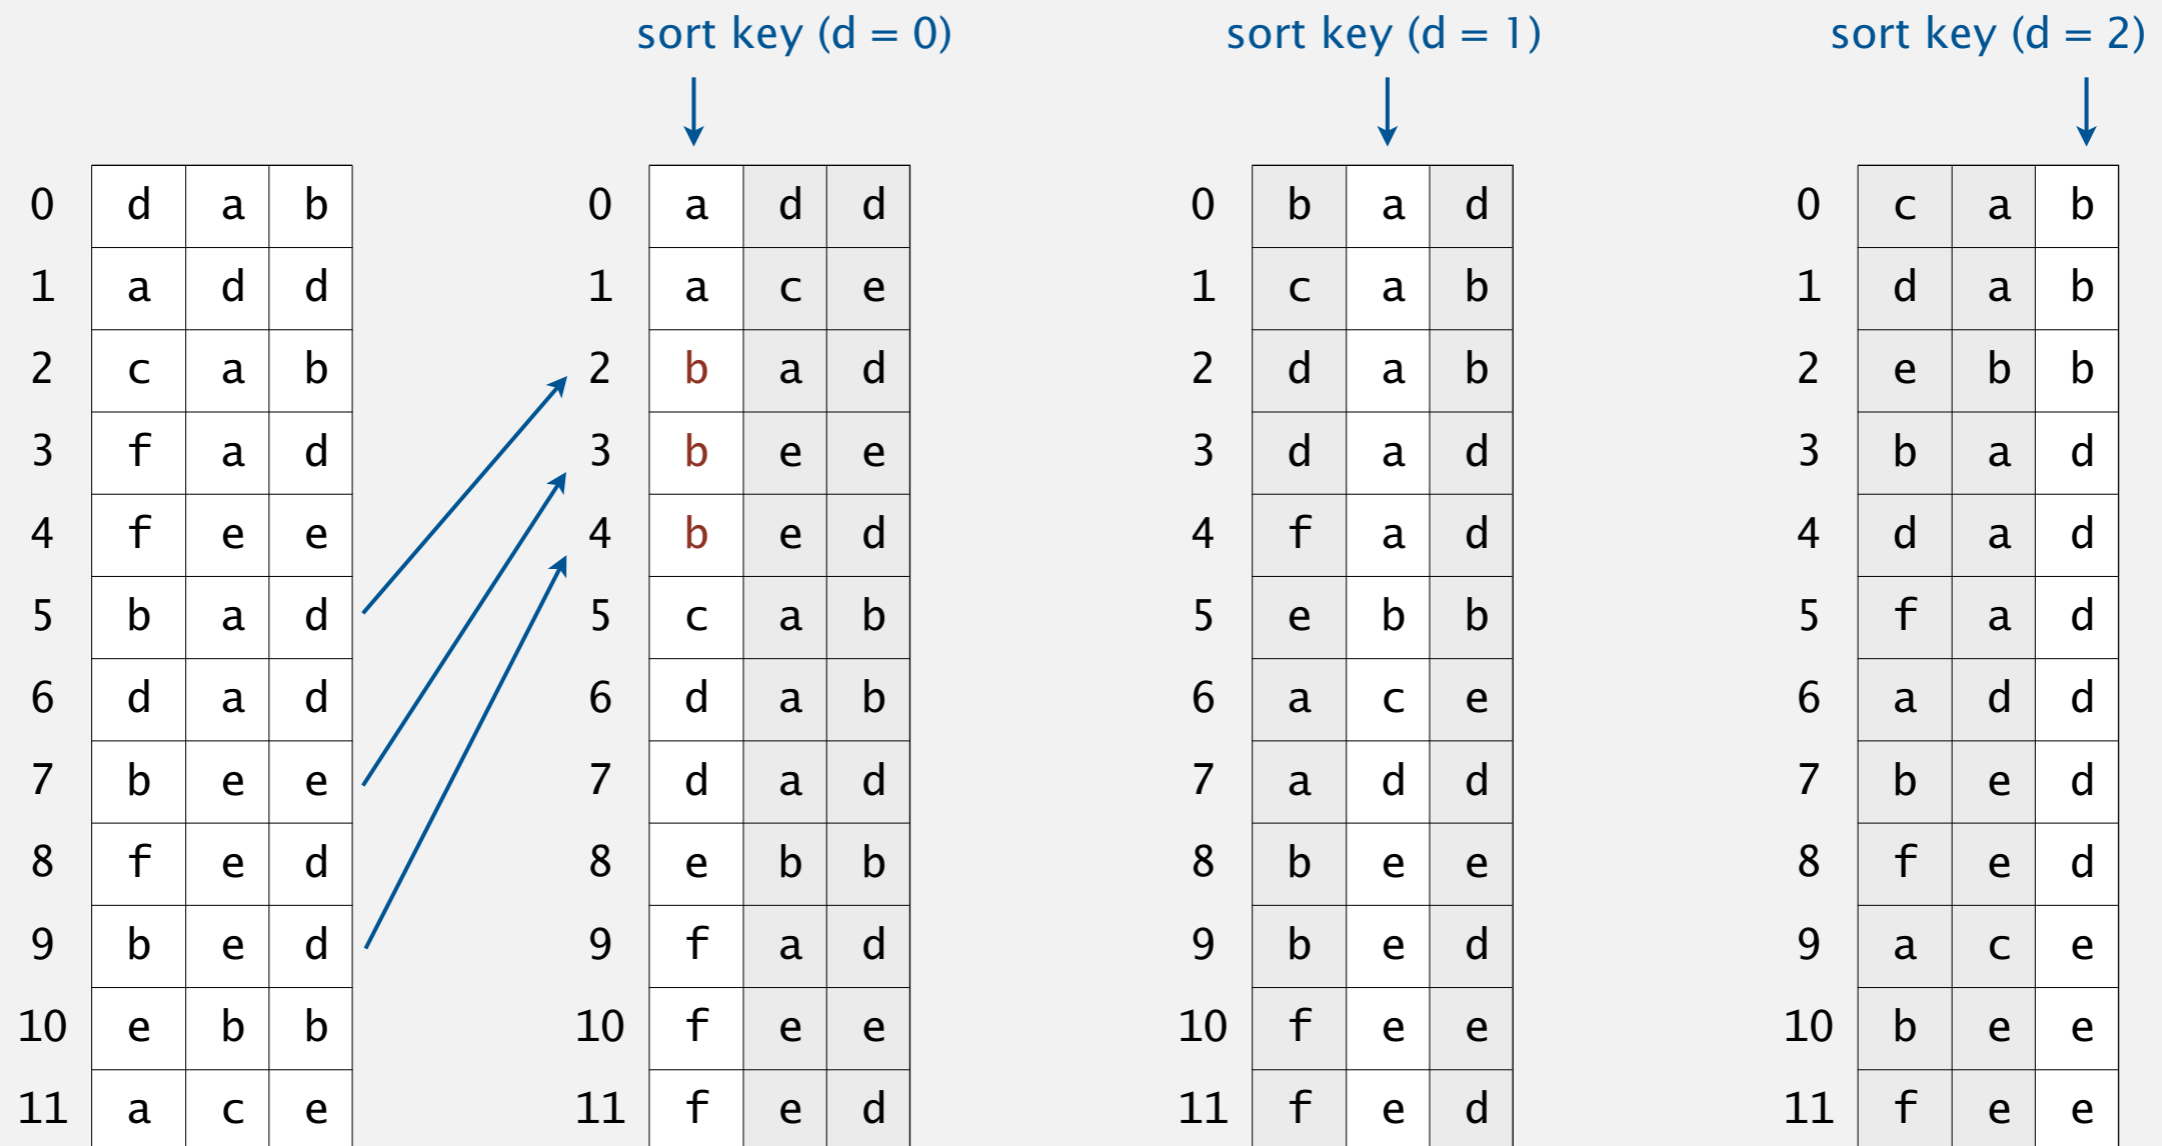 sort key (d = 0) sort key (d = 1) sort key (d = 2)
0 d a b 0 a d d 0 b a d 0 c a b
1 a d d 1 a c e 1 c a b 1 d a b
2 c a b 2 b a d 2 d a b 2 e b b
3 f a d 3 b e e 3 d a d 3 b a d
4 f e e 4 b e d 4 f a d 4 d a d
5 b a d 5 c a b 5 e b b 5 f a d
6 d a d 6 d a b 6 a c e 6 a d d
7 b e e 7 d a d 7 a d d 7 b e d
8 f e d 8 e b b 8 b e e 8 f e d
9 b e d 9 f a d 9 b e d 9 a c e
10 e b b 10 f e e 10 f e e 10 b e e
11 a c e 11 f e d 11 f e d 11 f e e